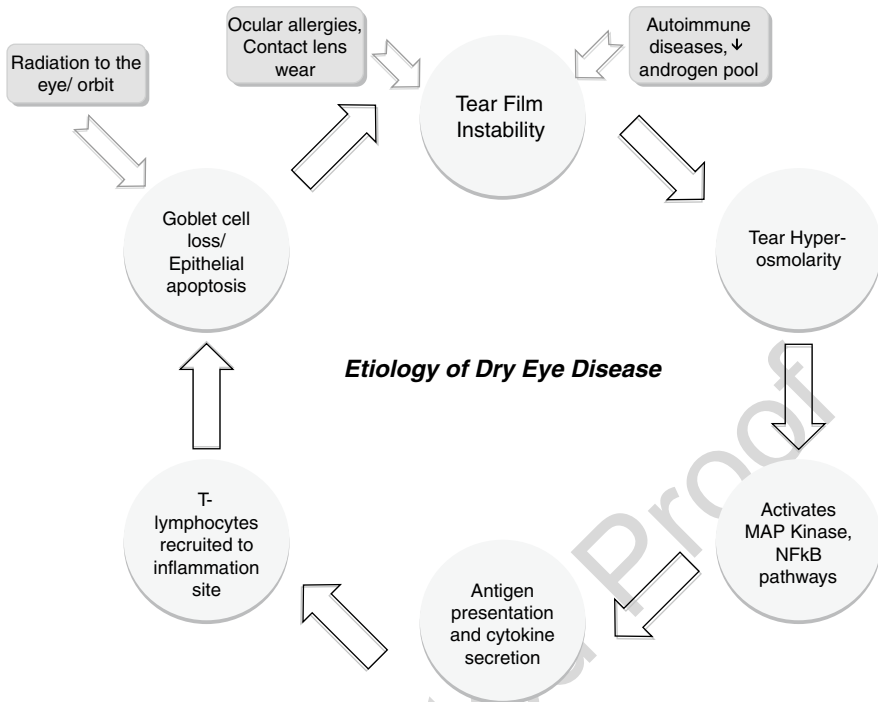 Ocular allergies,
Contact lens
wear
Autoimmune
diseases, ↓
androgen pool
Radiation to the
eye/ orbit
Tear Film
Instability
Goblet cell
loss/
Epithelial
apoptosis
Tear Hyper-
osmolarity
Etiology of Dry Eye Disease
T-
lymphocytes
recruited to
inflammation
site
Activates
MAP Kinase,
NFkB
pathways
Antigen
presentation
and cytokine
secretion
Proof